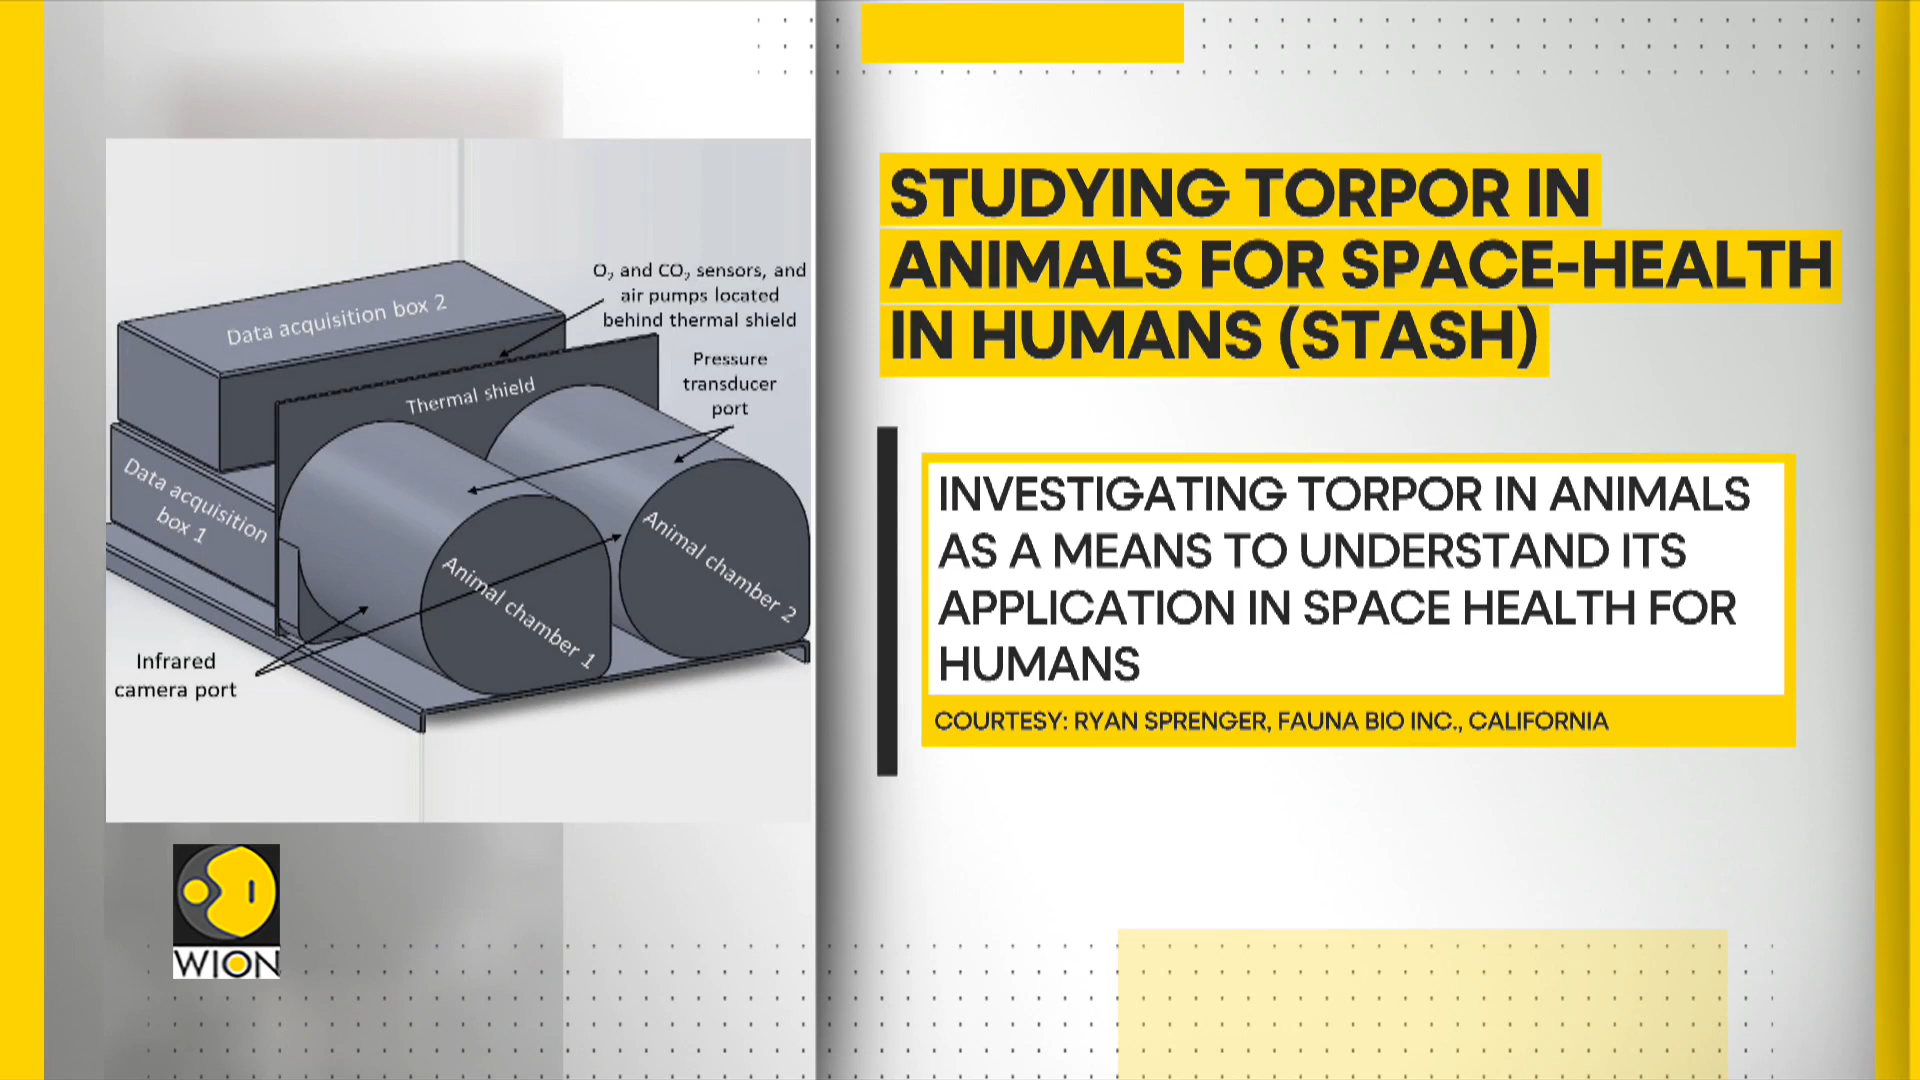 O₂ and CO₂ sensors, and
air pumps located
behind thermal shield
Data acquisition box 2
Pressure
transducer
port
Thermal shield
Data acquisition
box 1
Animal chamber 1
Animal chamber 2
Infrared
camera port
WION
STUDYING TORPOR IN
ANIMALS FOR SPACE-HEALTH
IN HUMANS (STASH)
INVESTIGATING TORPOR IN ANIMALS
AS A MEANS TO UNDERSTAND ITS
APPLICATION IN SPACE HEALTH FOR
HUMANS
COURTESY: RYAN SPRENGER, FAUNA BIO INC., CALIFORNIA